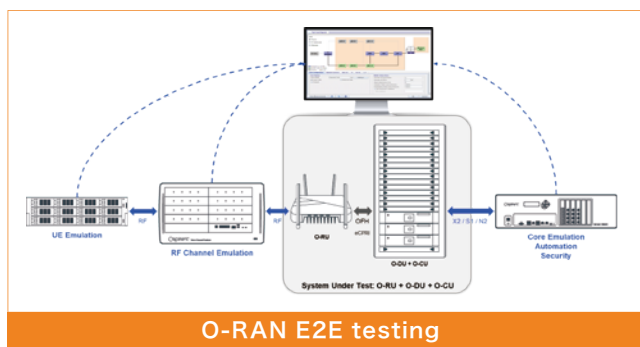 UE Emulation
RF
RF Channel Emulation
RF
O-RU
OFH
eCPRI
O-DU + O-CU
System Under Test: O-RU + O-DU + O-CU
X2 / S1 / N2
Core Emulation
Automation
Security
O-RAN E2E testing